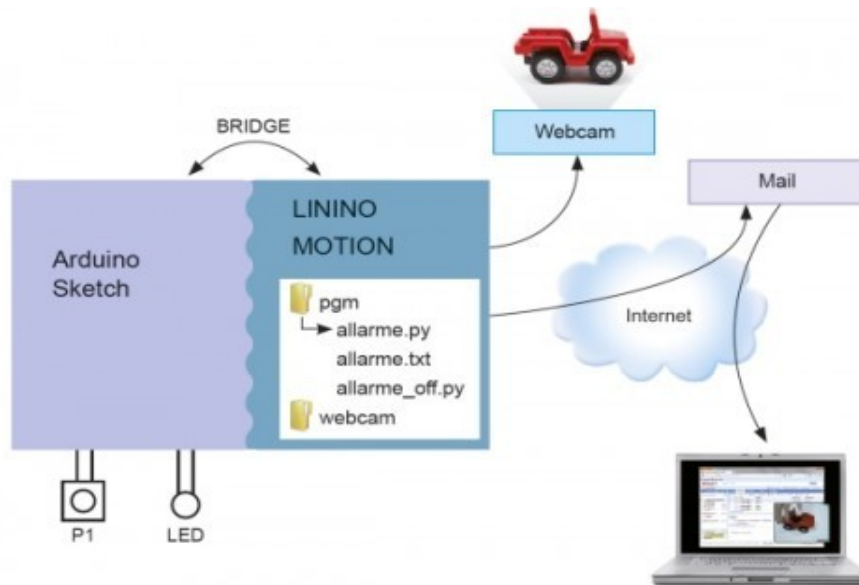 BRIDGE
Webcam
Mail
LININO
MOTION
Arduino
Sketch
pgm
allarme.py
allarme.txt
allarme_off.py
webcam
Internet
P1
LED